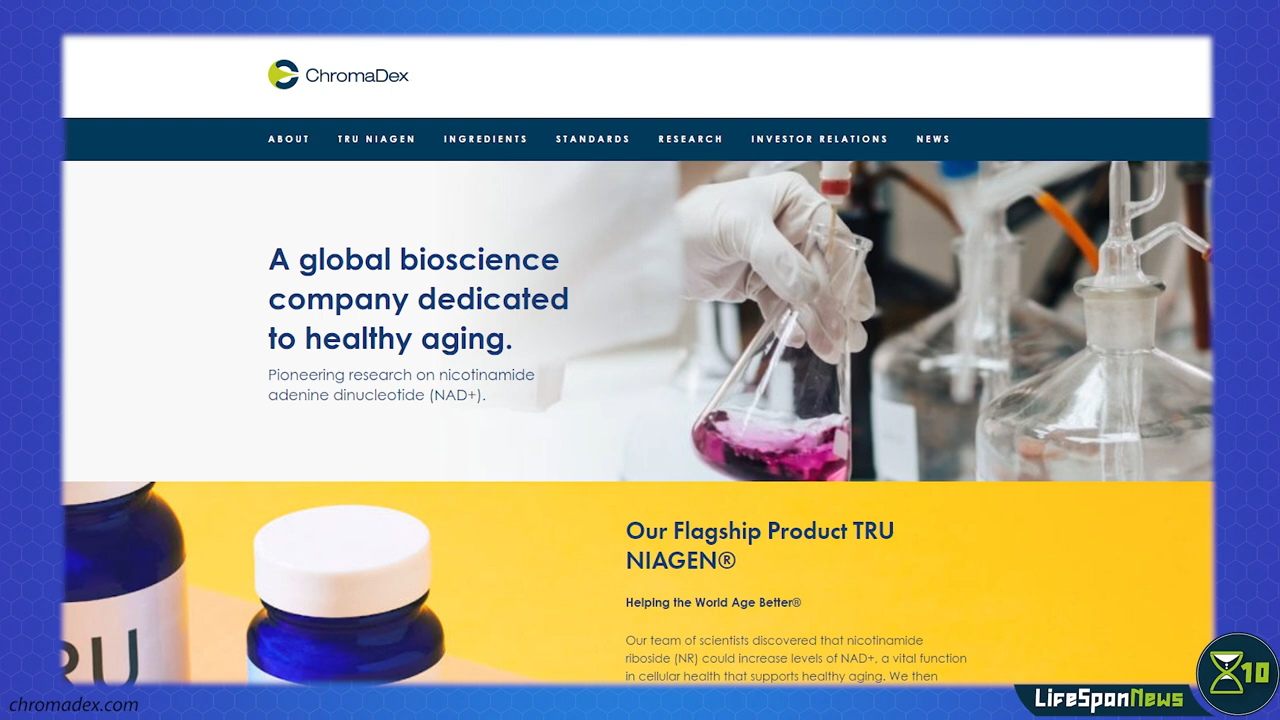 ChromaDex
ABOUT TRU NIAGEN INGREDIENTS STANDARDS RESEARCH INVESTOR RELATIONS NEWS
A global bioscience
company dedicated
to healthy aging.
Pioneering research on nicotinamide
adenine dinucleotide (NAD+).
RU
Our Flagship Product TRU
NIAGEN®
Helping the World Age Better®
Our team of scientists discovered that nicotinamide
riboside (NR) could increase levels of NAD+, a vital function
in cellular health that supports healthy aging. We then
chromadex.com
LifeSpanNews
10